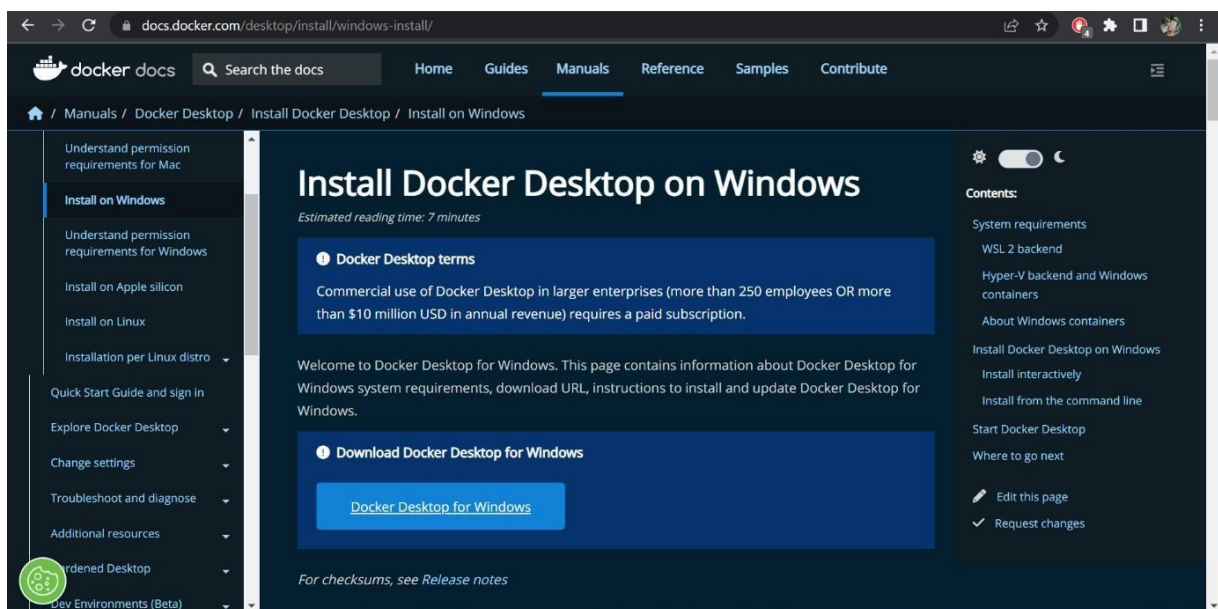 docs.docker.com/desktop/install/windows-install/
4
docker docs
Search the docs
Home Guides Manuals Reference Samples Contribute
/ Manuals / Docker Desktop / Install Docker Desktop / Install on Windows
Understand permission
requirements for Mac
Install on Windows
Understand permission
requirements for Windows
Install on Apple silicon
Install on Linux
Installation per Linux distro
Quick Start Guide and sign in
Explore Docker Desktop
Change settings
Troubleshoot and diagnose
Additional resources
rdened Desktop
Dev Environments (Beta)
Install Docker Desktop on Windows
Estimated reading time: 7 minutes
Docker Desktop terms
Commercial use of Docker Desktop in larger enterprises (more than 250 employees OR more
than $10 million USD in annual revenue) requires a paid subscription.
Welcome to Docker Desktop for Windows. This page contains information about Docker Desktop for
Windows system requirements, download URL, instructions to install and update Docker Desktop for
Windows.
Download Docker Desktop for Windows
Docker Desktop for Windows
For checksums, see Release notes
Contents:
System requirements
WSL 2 backend
Hyper-V backend and Windows
containers
About Windows containers
Install Docker Desktop on Windows
Install interactively
Install from the command line
Start Docker Desktop
Where to go next
Edit this page
Request changes